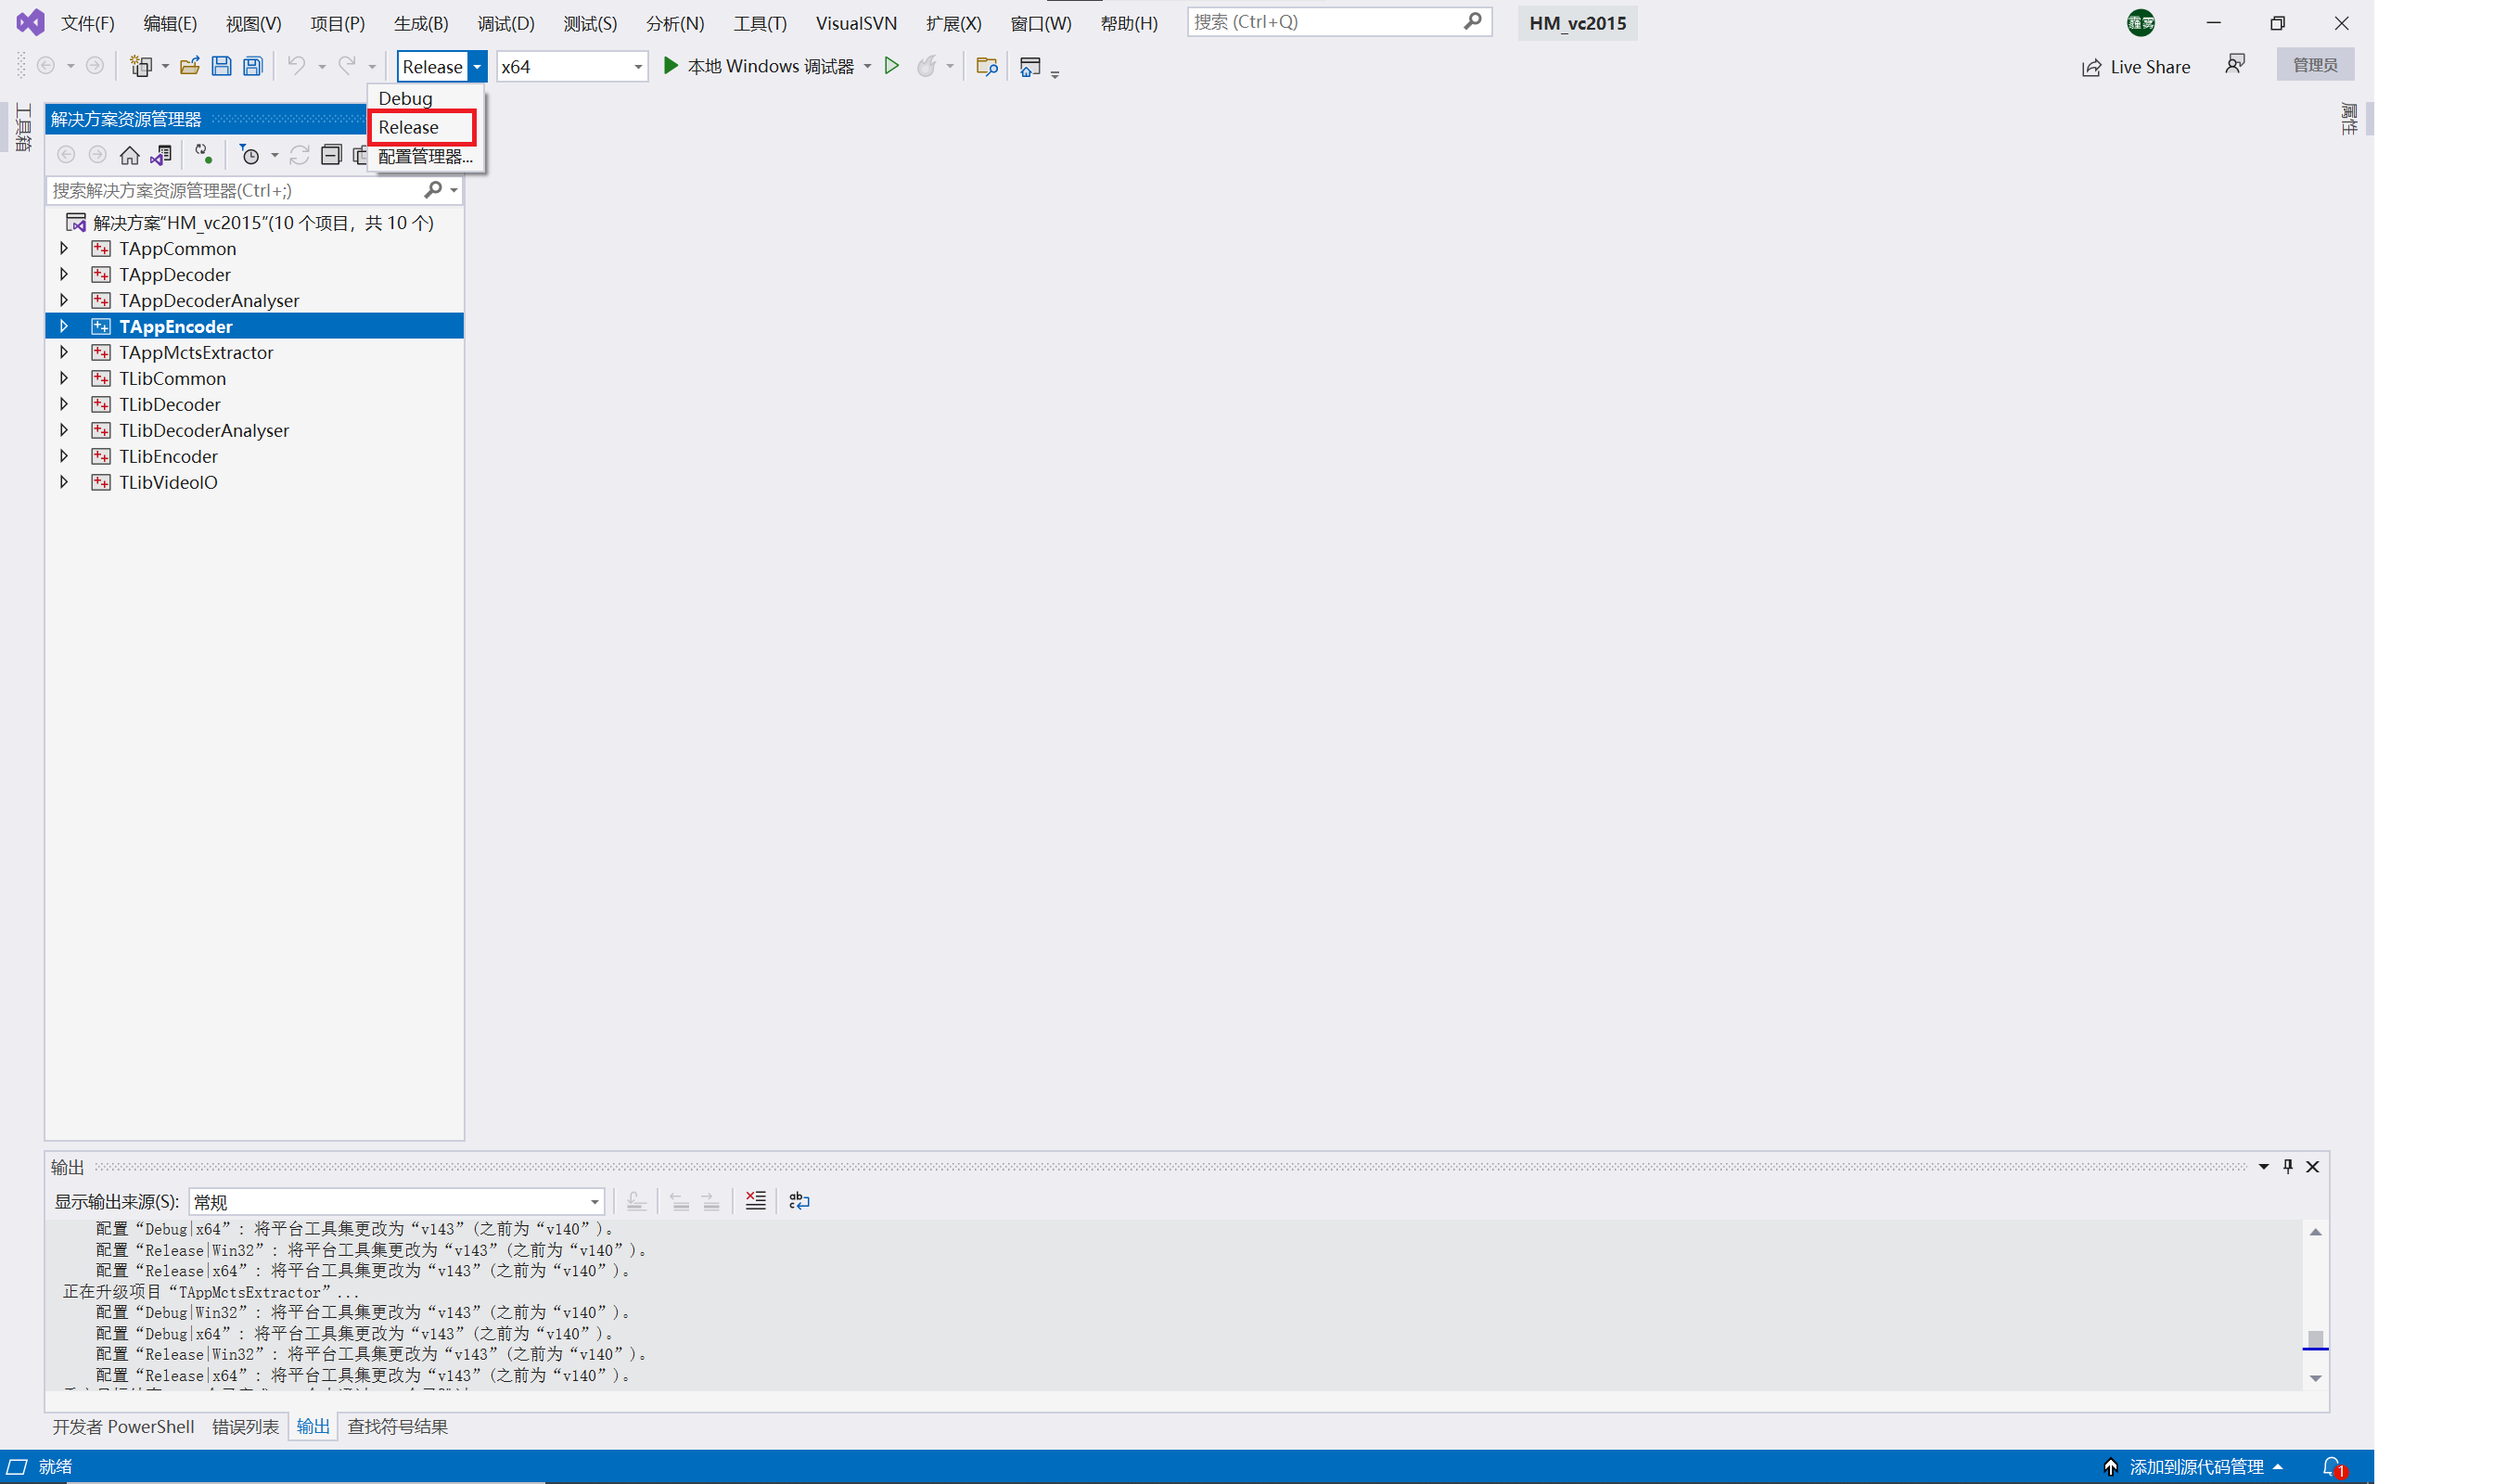 文件(F) 编辑(E) 视图(V) 项目(P) 生成(B) 调试(D) 测试(S) 分析(N) 工具(T) VisualSVN 扩展(X) 窗口(W) 帮助(H) 搜索 (Ctrl+Q) HM_vc2015
Release x64 本地 Windows 调试器 Live Share 管理员
Debug
Release
配置管理器...
工具箱
属性
解决方案资源管理器
搜索解决方案资源管理器(Ctrl+;)
解决方案“HM_vc2015”(10 个项目，共 10 个)
TAppCommon
TAppDecoder
TAppDecoderAnalyser
TAppEncoder
TAppMctsExtractor
TLibCommon
TLibDecoder
TLibDecoderAnalyser
TLibEncoder
TLibVideoIO
输出
显示输出来源(S): 常规
配置“Debug|x64”: 将平台工具集更改为“v143”(之前为“v140”)。
配置“Release|Win32”: 将平台工具集更改为“v143”(之前为“v140”)。
配置“Release|x64”: 将平台工具集更改为“v143”(之前为“v140”)。
正在升级项目“TAppMctsExtractor”...
配置“Debug|Win32”: 将平台工具集更改为“v143”(之前为“v140”)。
配置“Debug|x64”: 将平台工具集更改为“v143”(之前为“v140”)。
配置“Release|Win32”: 将平台工具集更改为“v143”(之前为“v140”)。
配置“Release|x64”: 将平台工具集更改为“v143”(之前为“v140”)。
开发者 PowerShell 错误列表 输出 查找符号结果
就绪 添加到源代码管理 1